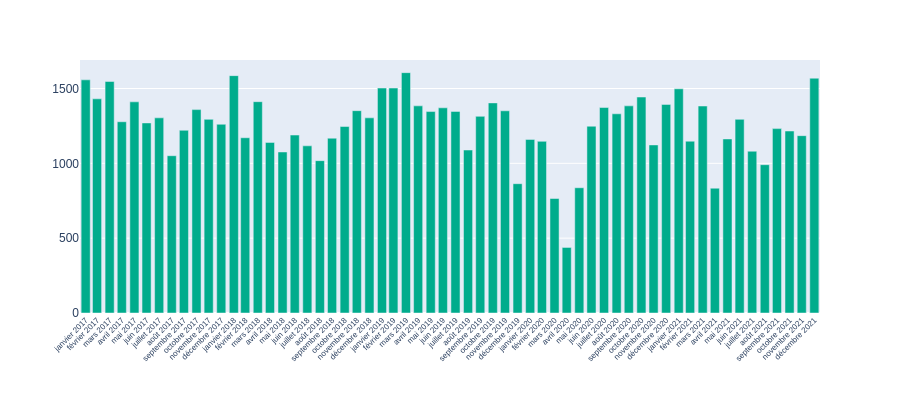 1500
1000
500
0
janvier 2017
février 2017
mars 2017
avril 2017
mai 2017
juin 2017
juillet 2017
août 2017
septembre 2017
octobre 2017
novembre 2017
décembre 2017
janvier 2018
février 2018
mars 2018
avril 2018
mai 2018
juin 2018
juillet 2018
août 2018
septembre 2018
octobre 2018
novembre 2018
décembre 2018
janvier 2019
février 2019
mars 2019
avril 2019
mai 2019
juin 2019
juillet 2019
août 2019
septembre 2019
octobre 2019
novembre 2019
décembre 2019
janvier 2020
février 2020
mars 2020
avril 2020
mai 2020
juin 2020
juillet 2020
août 2020
septembre 2020
octobre 2020
novembre 2020
décembre 2020
janvier 2021
février 2021
mars 2021
avril 2021
mai 2021
juin 2021
juillet 2021
août 2021
septembre 2021
octobre 2021
novembre 2021
décembre 2021